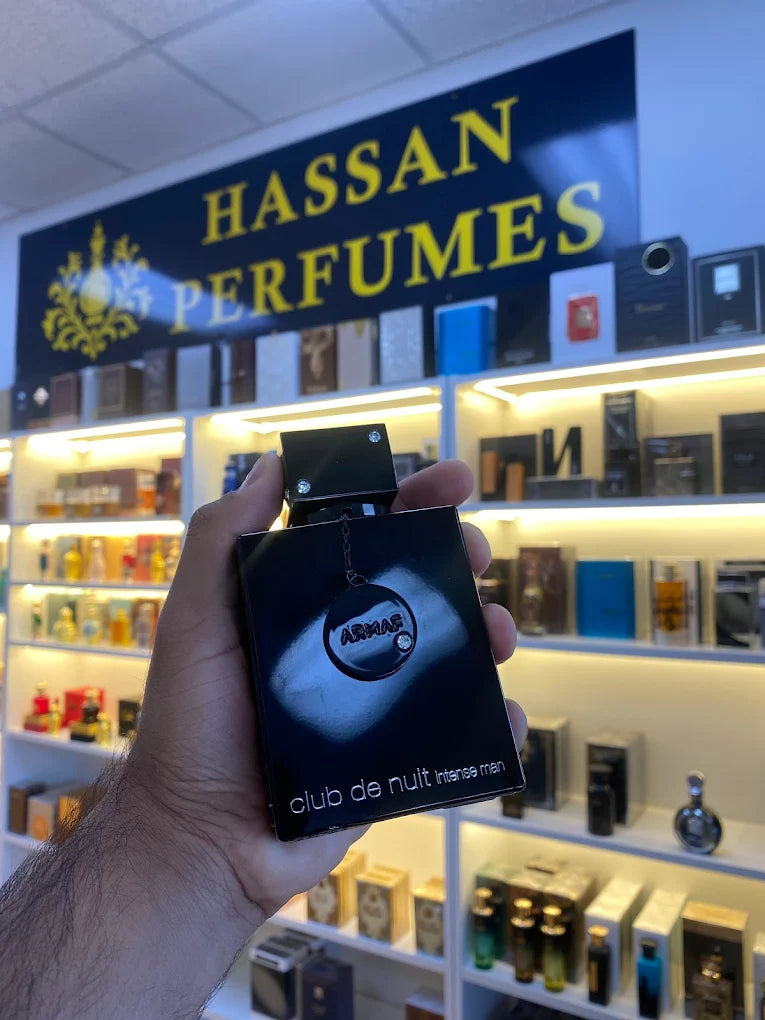 HASSAN
PERFUMES
ARMAF
club de nuit intense man